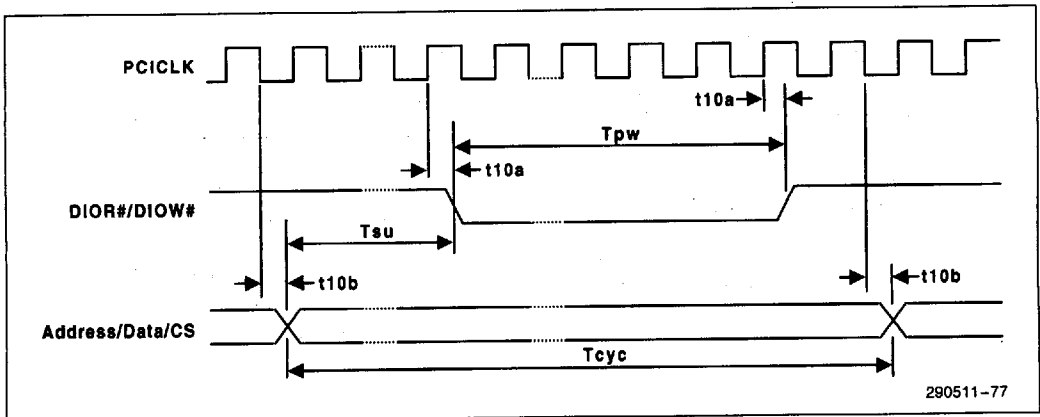 PCICLK
t10a
Tpw
t10a
DIOR#/DIOW#
Tsu
t10b
t10b
Address/Data/CS
Tcyc
290511-77